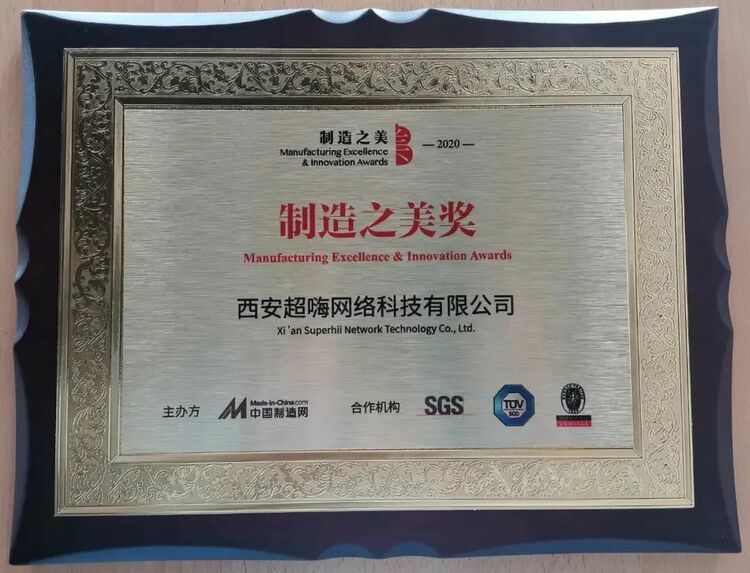 制造之美
Manufacturing Excellence
& Innovation Awards
—2020—
制造之美奖
Manufacturing Excellence & Innovation Awards
西安超嗨网络科技有限公司
Xi 'an Superhii Network Technology Co., Ltd.
主办方
Made-in-China.com
中国制造网
合作机构
SGS
TÜV